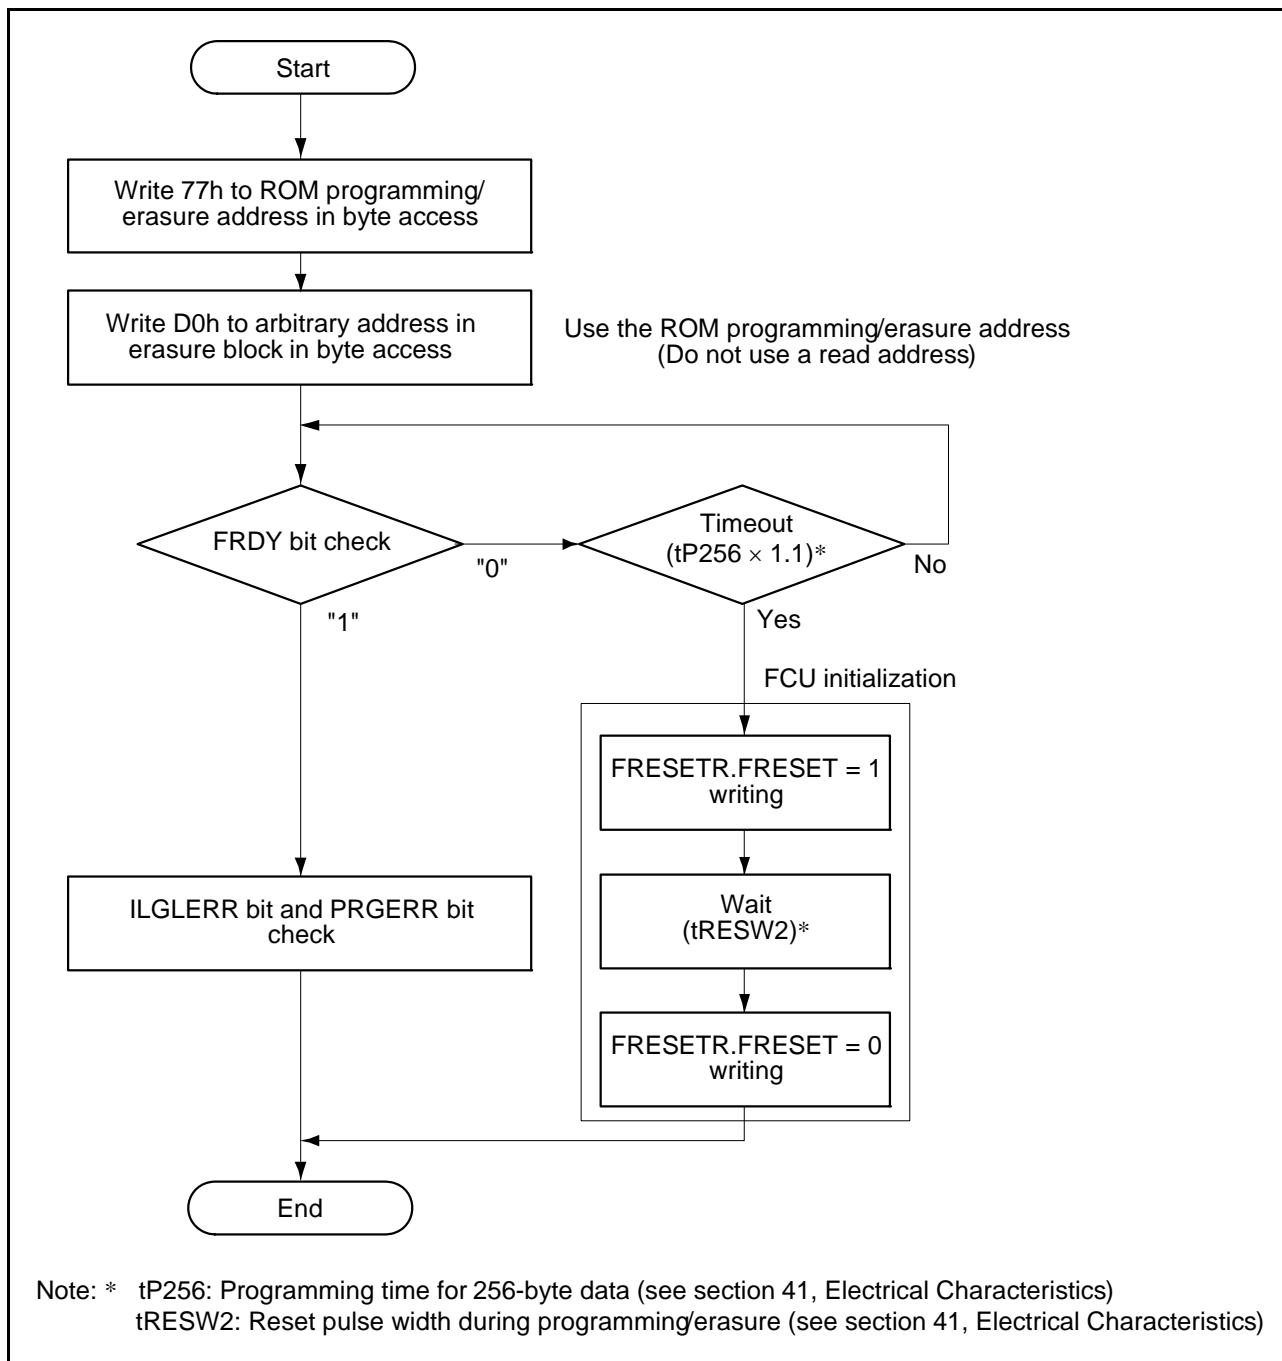 Start
Write 77h to ROM programming/
erasure address in byte access
Write D0h to arbitrary address in
erasure block in byte access
Use the ROM programming/erasure address
(Do not use a read address)
FRDY bit check
"0"
"1"
Timeout
(tP256 × 1.1)*
No
Yes
FCU initialization
FRESETR.FRESET = 1
writing
Wait
(tRESW2)*
FRESETR.FRESET = 0
writing
ILGLERR bit and PRGERR bit
check
End
Note: * tP256: Programming time for 256-byte data (see section 41, Electrical Characteristics)
tRESW2: Reset pulse width during programming/erasure (see section 41, Electrical Characteristics)